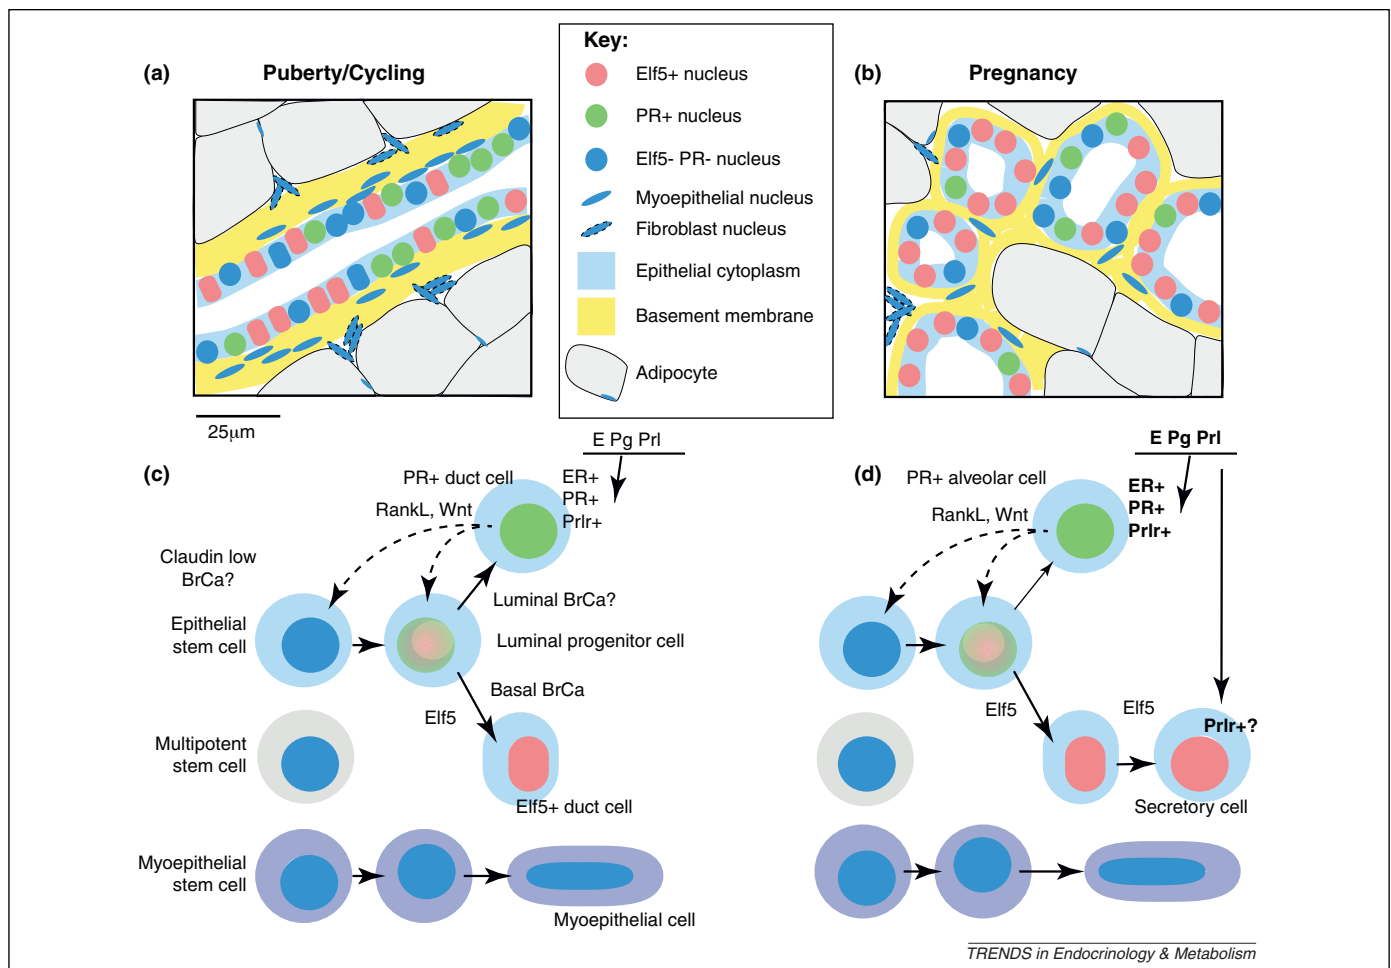 (a)
Puberty/Cycling
Key:
Elf5+ nucleus
PR+ nucleus
Elf5- PR- nucleus
Myoepithelial nucleus
Fibroblast nucleus
Epithelial cytoplasm
Basement membrane
Adipocyte
(b)
Pregnancy
25μm
(c)
E Pg Prl
PR+ duct cell
ER+
PR+
Prlr+
RankL, Wnt
Claudin low
BrCa?
Luminal BrCa?
Epithelial
stem cell
Luminal progenitor cell
Basal BrCa
Elf5
Multipotent
stem cell
Elf5+ duct cell
Myoepithelial
stem cell
Myoepithelial cell
(d)
E Pg Prl
PR+ alveolar cell
ER+
PR+
Prlr+
RankL, Wnt
Elf5
Elf5
Prlr+?
Secretory cell
TRENDS in Endocrinology & Metabolism